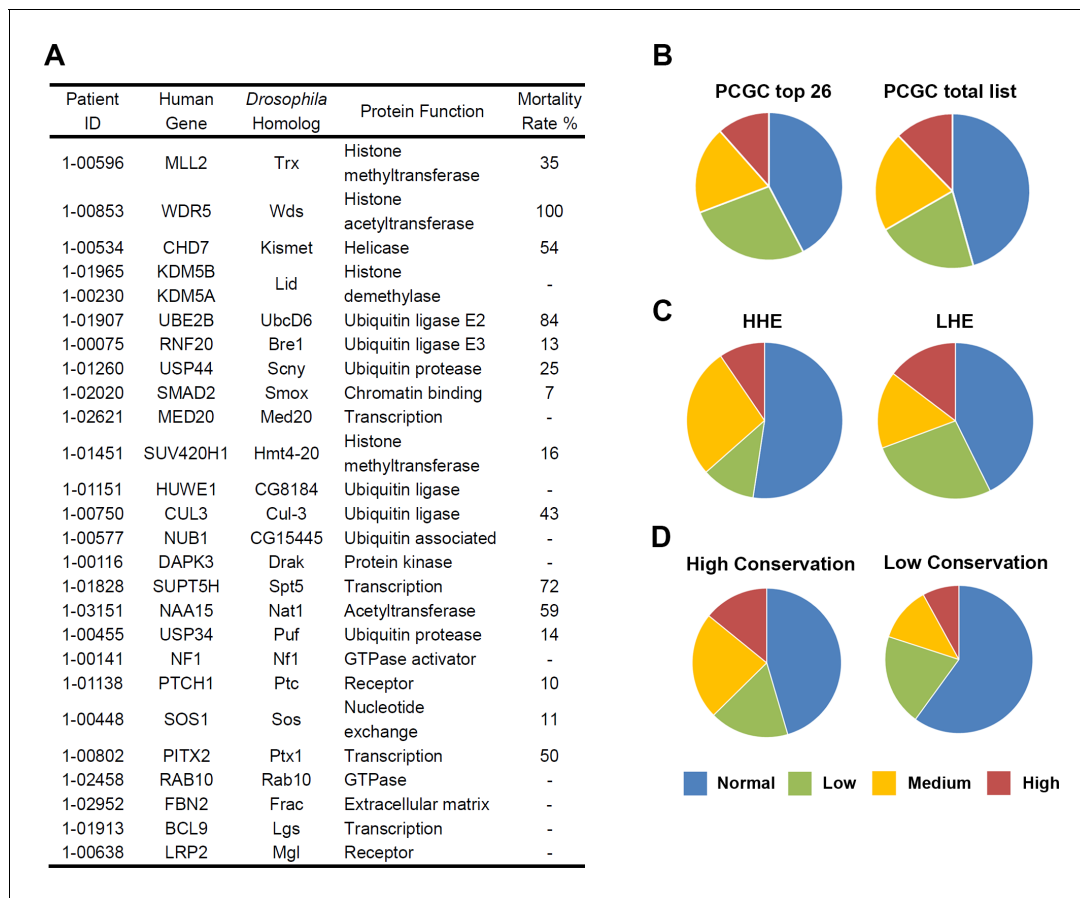 A
Patient Human Drosophila Protein Function Mortality
ID Gene Homolog Rate %
1-00596 MLL2 Trx Histone methyltransferase 35
1-00853 WDR5 Wds Histone acetyltransferase 100
1-00534 CHD7 Kismet Helicase 54
1-01965 KDM5B Lid Histone -
1-00230 KDM5A demethylase
1-01907 UBE2B UbcD6 Ubiquitin ligase E2 84
1-00075 RNF20 Bre1 Ubiquitin ligase E3 13
1-01260 USP44 Scny Ubiquitin protease 25
1-02020 SMAD2 Smox Chromatin binding 7
1-02621 MED20 Med20 Transcription -
1-01451 SUV420H1 Hmt4-20 Histone methyltransferase 16
1-01151 HUWE1 CG8184 Ubiquitin ligase -
1-00750 CUL3 Cul-3 Ubiquitin ligase 43
1-00577 NUB1 CG15445 Ubiquitin associated -
1-00116 DAPK3 Drak Protein kinase -
1-01828 SUPT5H Spt5 Transcription 72
1-03151 NAA15 Nat1 Acetyltransferase 59
1-00455 USP34 Puf Ubiquitin protease 14
1-00141 NF1 Nf1 GTPase activator -
1-01138 PTCH1 Ptc Receptor 10
1-00448 SOS1 Sos Nucleotide exchange 11
1-00802 PITX2 Ptx1 Transcription 50
1-02458 RAB10 Rab10 GTPase -
1-02952 FBN2 Frac Extracellular matrix -
1-01913 BCL9 Lgs Transcription -
1-00638 LRP2 Mgl Receptor -
B
PCGC top 26 PCGC total list
C
HHE LHE
D
High Conservation Low Conservation
Normal Low Medium High